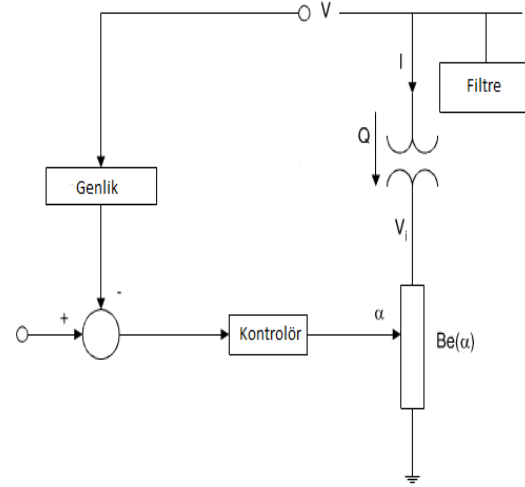 V
I
Filtre
Q
Genlik
Vi
-
+
Kontrolör
α
Be(α)